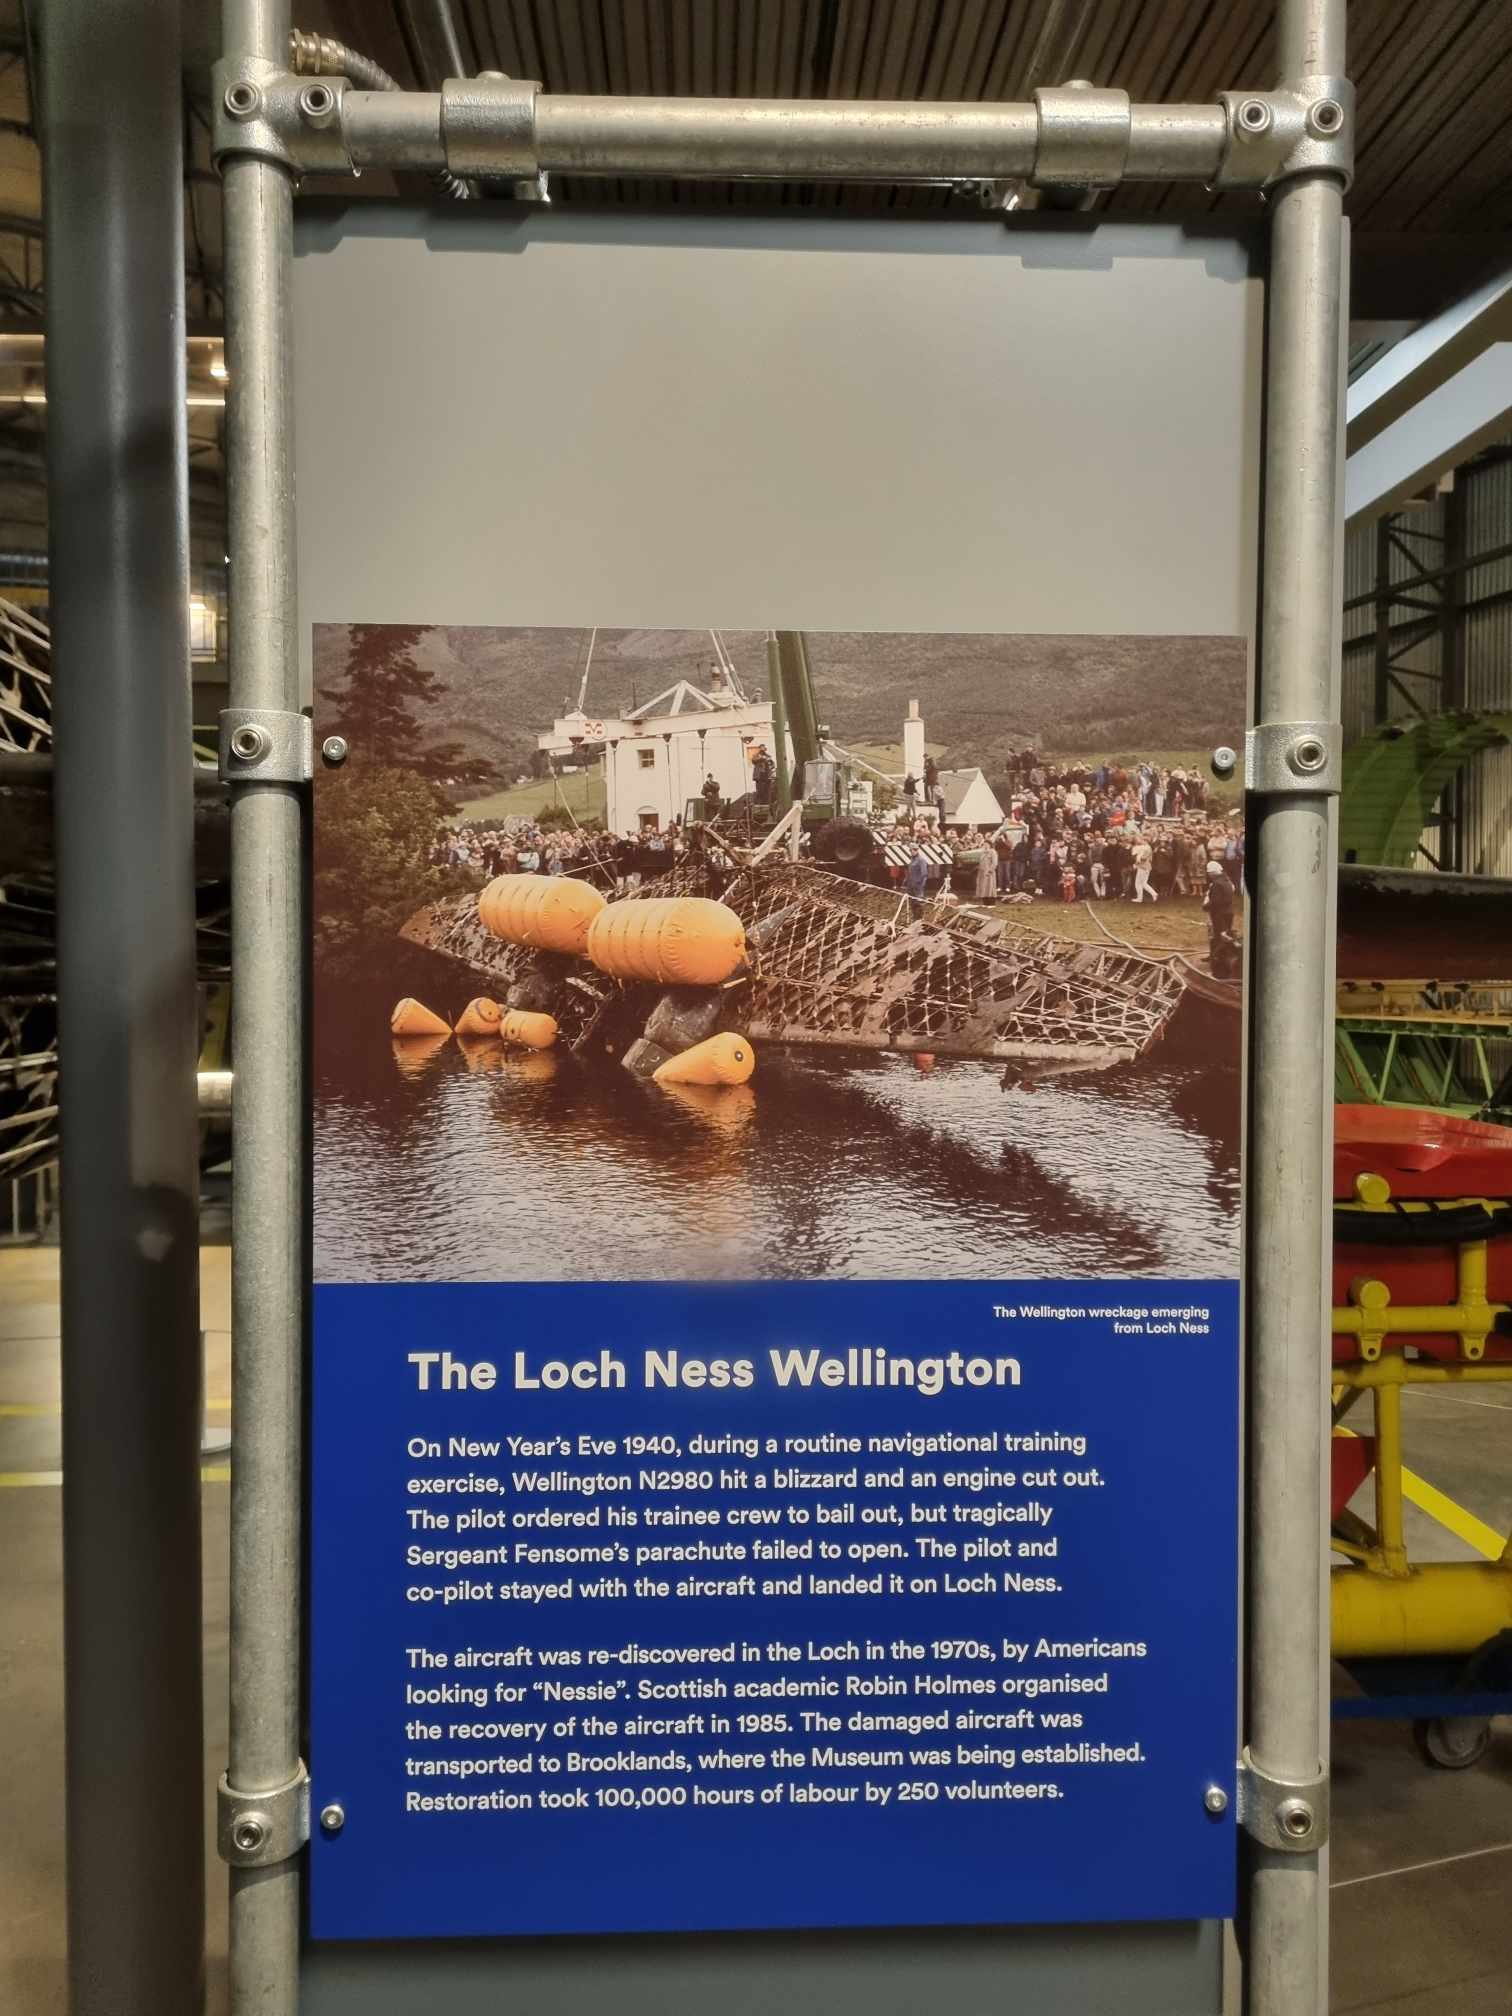 The Wellington wreckage emerging
from Loch Ness
The Loch Ness Wellington
On New Year's Eve 1940, during a routine navigational training
exercise, Wellington N2980 hit a blizzard and an engine cut out.
The pilot ordered his trainee crew to bail out, but tragically
Sergeant Fensome's parachute failed to open. The pilot and
co-pilot stayed with the aircraft and landed it on Loch Ness.
The aircraft was re-discovered in the Loch in the 1970s, by Americans
looking for “Nessie”. Scottish academic Robin Holmes organised
the recovery of the aircraft in 1985. The damaged aircraft was
transported to Brooklands, where the Museum was being established.
Restoration took 100,000 hours of labour by 250 volunteers.